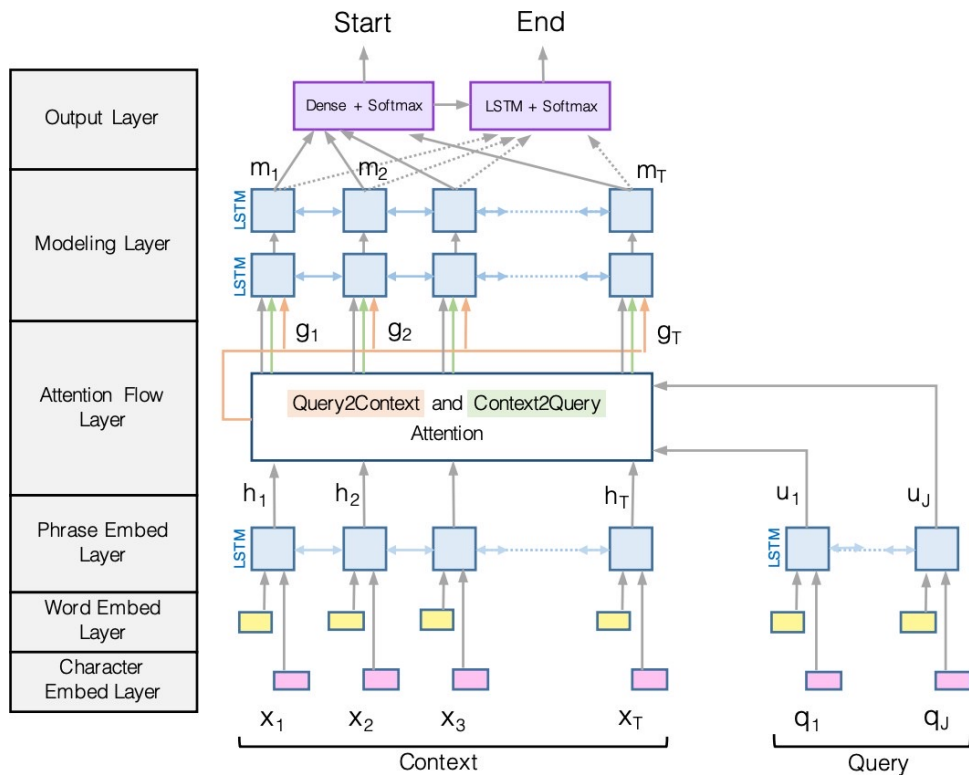 Start End
Output Layer
Dense + Softmax
LSTM + Softmax
m1 m2 mT
Modeling Layer
LSTM
LSTM
g1 g2 gT
Attention Flow
Layer
Query2Context and Context2Query
Attention
h1 h2 hT
u1 uJ
Phrase Embed
Layer
LSTM
LSTM
Word Embed
Layer
Character
Embed Layer
x1 x2 x3 xT
q1 qJ
Context
Query